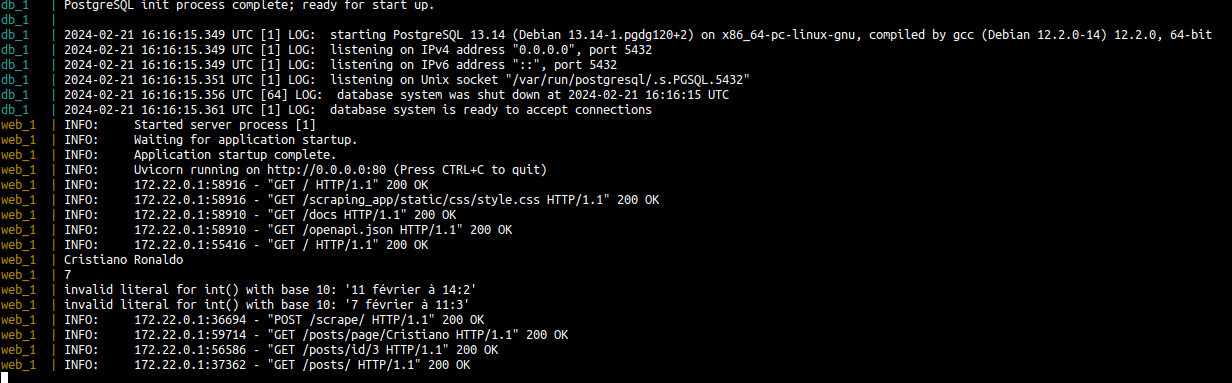 db_1   | PostgreSQL init process complete; ready for start up.
db_1   |
db_1   | 2024-02-21 16:16:15.349 UTC [1] LOG:  starting PostgreSQL 13.14 (Debian 13.14-1.pgdg120+2) on x86_64-pc-linux-gnu, compiled by gcc (Debian 12.2.0-14) 12.2.0, 64-bit
db_1   | 2024-02-21 16:16:15.349 UTC [1] LOG:  listening on IPv4 address "0.0.0.0", port 5432
db_1   | 2024-02-21 16:16:15.349 UTC [1] LOG:  listening on IPv6 address "::", port 5432
db_1   | 2024-02-21 16:16:15.351 UTC [1] LOG:  listening on Unix socket "/var/run/postgresql/.s.PGSQL.5432"
db_1   | 2024-02-21 16:16:15.356 UTC [64] LOG:  database system was shut down at 2024-02-21 16:16:15 UTC
db_1   | 2024-02-21 16:16:15.361 UTC [1] LOG:  database system is ready to accept connections
web_1  | INFO:     Started server process [1]
web_1  | INFO:     Waiting for application startup.
web_1  | INFO:     Application startup complete.
web_1  | INFO:     Uvicorn running on http://0.0.0.0:80 (Press CTRL+C to quit)
web_1  | INFO:     172.22.0.1:58916 - "GET / HTTP/1.1" 200 OK
web_1  | INFO:     172.22.0.1:58916 - "GET /scraping_app/static/css/style.css HTTP/1.1" 200 OK
web_1  | INFO:     172.22.0.1:58910 - "GET /docs HTTP/1.1" 200 OK
web_1  | INFO:     172.22.0.1:58910 - "GET /openapi.json HTTP/1.1" 200 OK
web_1  | INFO:     172.22.0.1:55416 - "GET / HTTP/1.1" 200 OK
web_1  | Cristiano Ronaldo
web_1  | 7
web_1  | invalid literal for int() with base 10: '11 février à 14:2'
web_1  | invalid literal for int() with base 10: '7 février à 11:3'
web_1  | INFO:     172.22.0.1:36694 - "POST /scrape/ HTTP/1.1" 200 OK
web_1  | INFO:     172.22.0.1:59714 - "GET /posts/page/Cristiano HTTP/1.1" 200 OK
web_1  | INFO:     172.22.0.1:56586 - "GET /posts/id/3 HTTP/1.1" 200 OK
web_1  | INFO:     172.22.0.1:37362 - "GET /posts/ HTTP/1.1" 200 OK